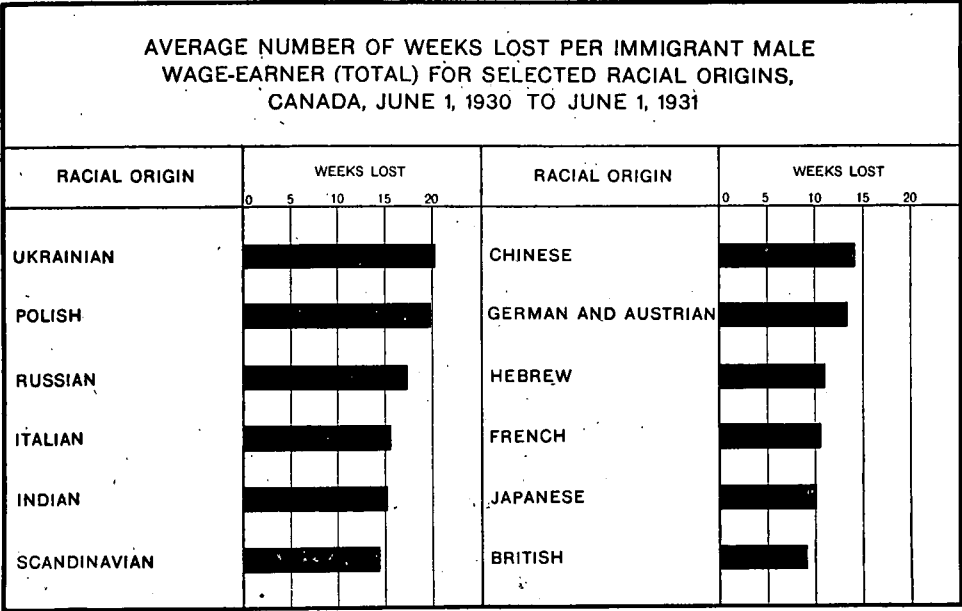 AVERAGE NUMBER OF WEEKS LOST PER IMMIGRANT MALE
WAGE-EARNER (TOTAL) FOR SELECTED RACIAL ORIGINS,
CANADA, JUNE 1, 1930 TO JUNE 1, 1931
RACIAL ORIGIN
WEEKS LOST
0 5 10 15 20
UKRAINIAN
POLISH
RUSSIAN
ITALIAN
INDIAN
SCANDINAVIAN
RACIAL ORIGIN
WEEKS LOST
0 5 10 15 20
CHINESE
GERMAN AND AUSTRIAN
HEBREW
FRENCH
JAPANESE
BRITISH